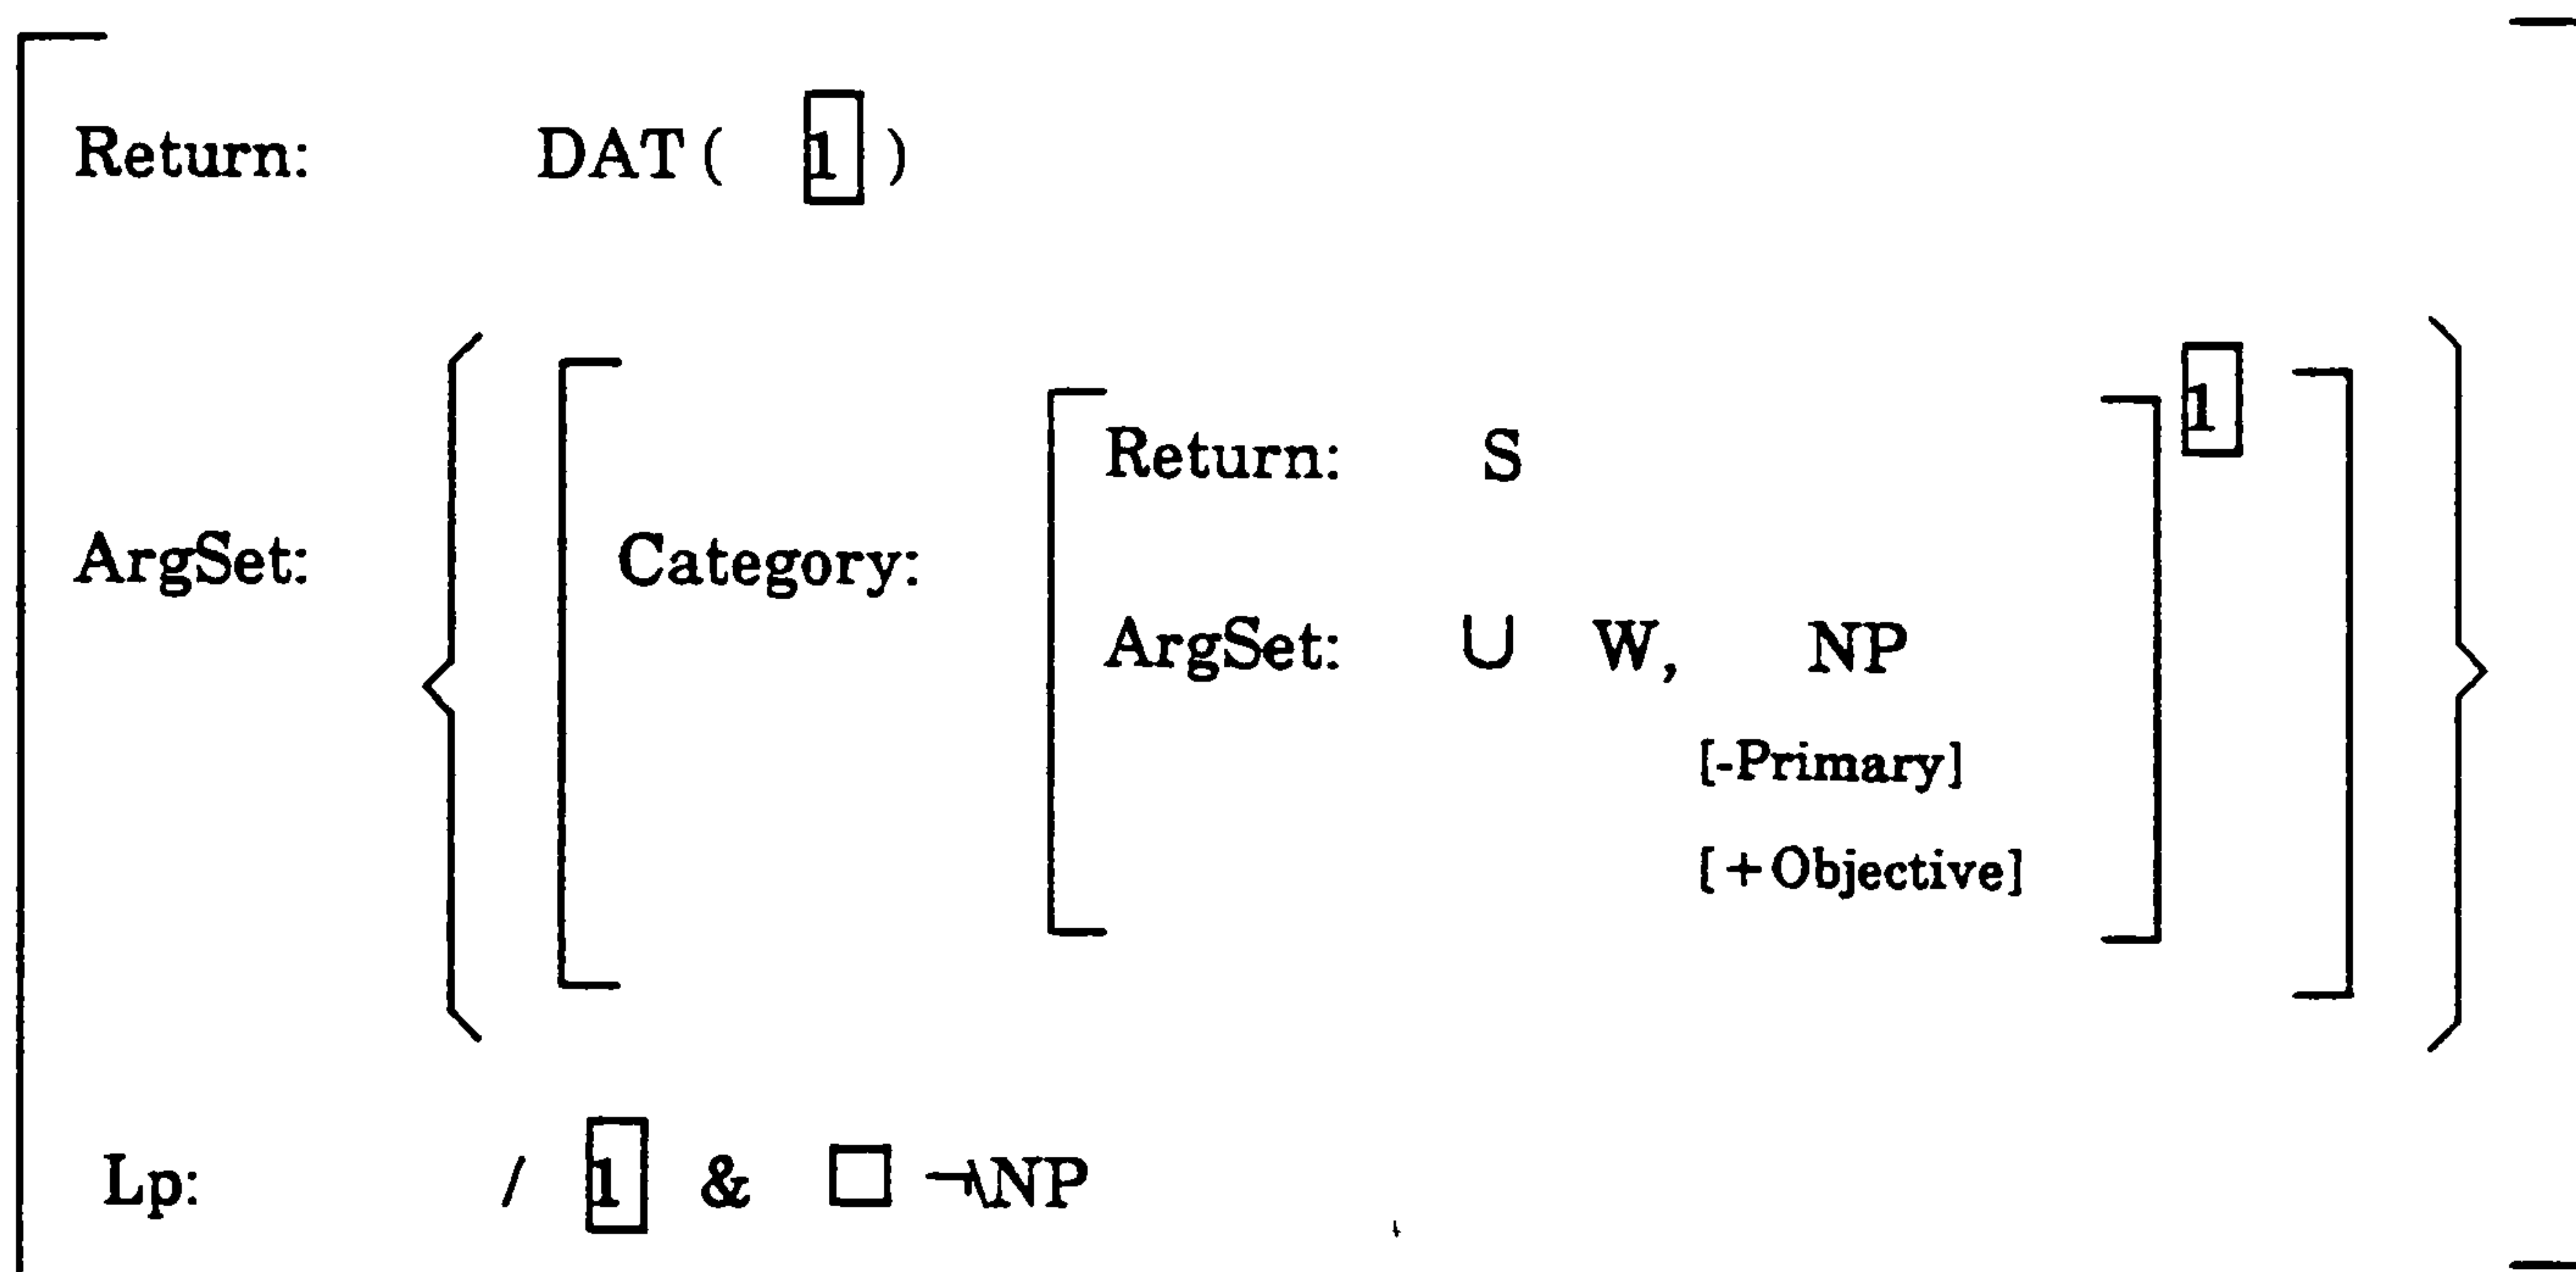 Return: DAT( 1 )
1
Return: S
ArgSet: Category:
ArgSet: ∪ W, NP
[-Primary]
[+Objective]
Lp: / 1 & □ ¬\NP